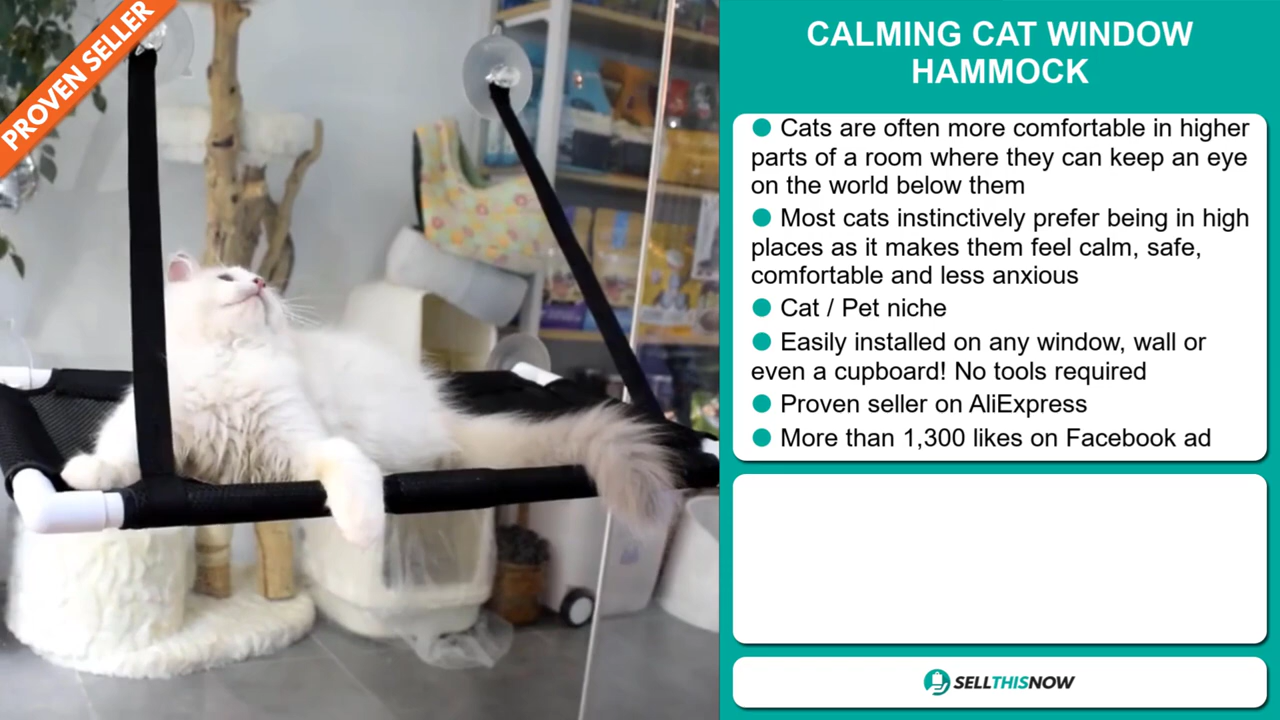 PROVEN SELLER
CALMING CAT WINDOW
HAMMOCK
● Cats are often more comfortable in higher
parts of a room where they can keep an eye
on the world below them
● Most cats instinctively prefer being in high
places as it makes them feel calm, safe,
comfortable and less anxious
● Cat / Pet niche
● Easily installed on any window, wall or
even a cupboard! No tools required
● Proven seller on AliExpress
● More than 1,300 likes on Facebook ad
SELLTHISNOW